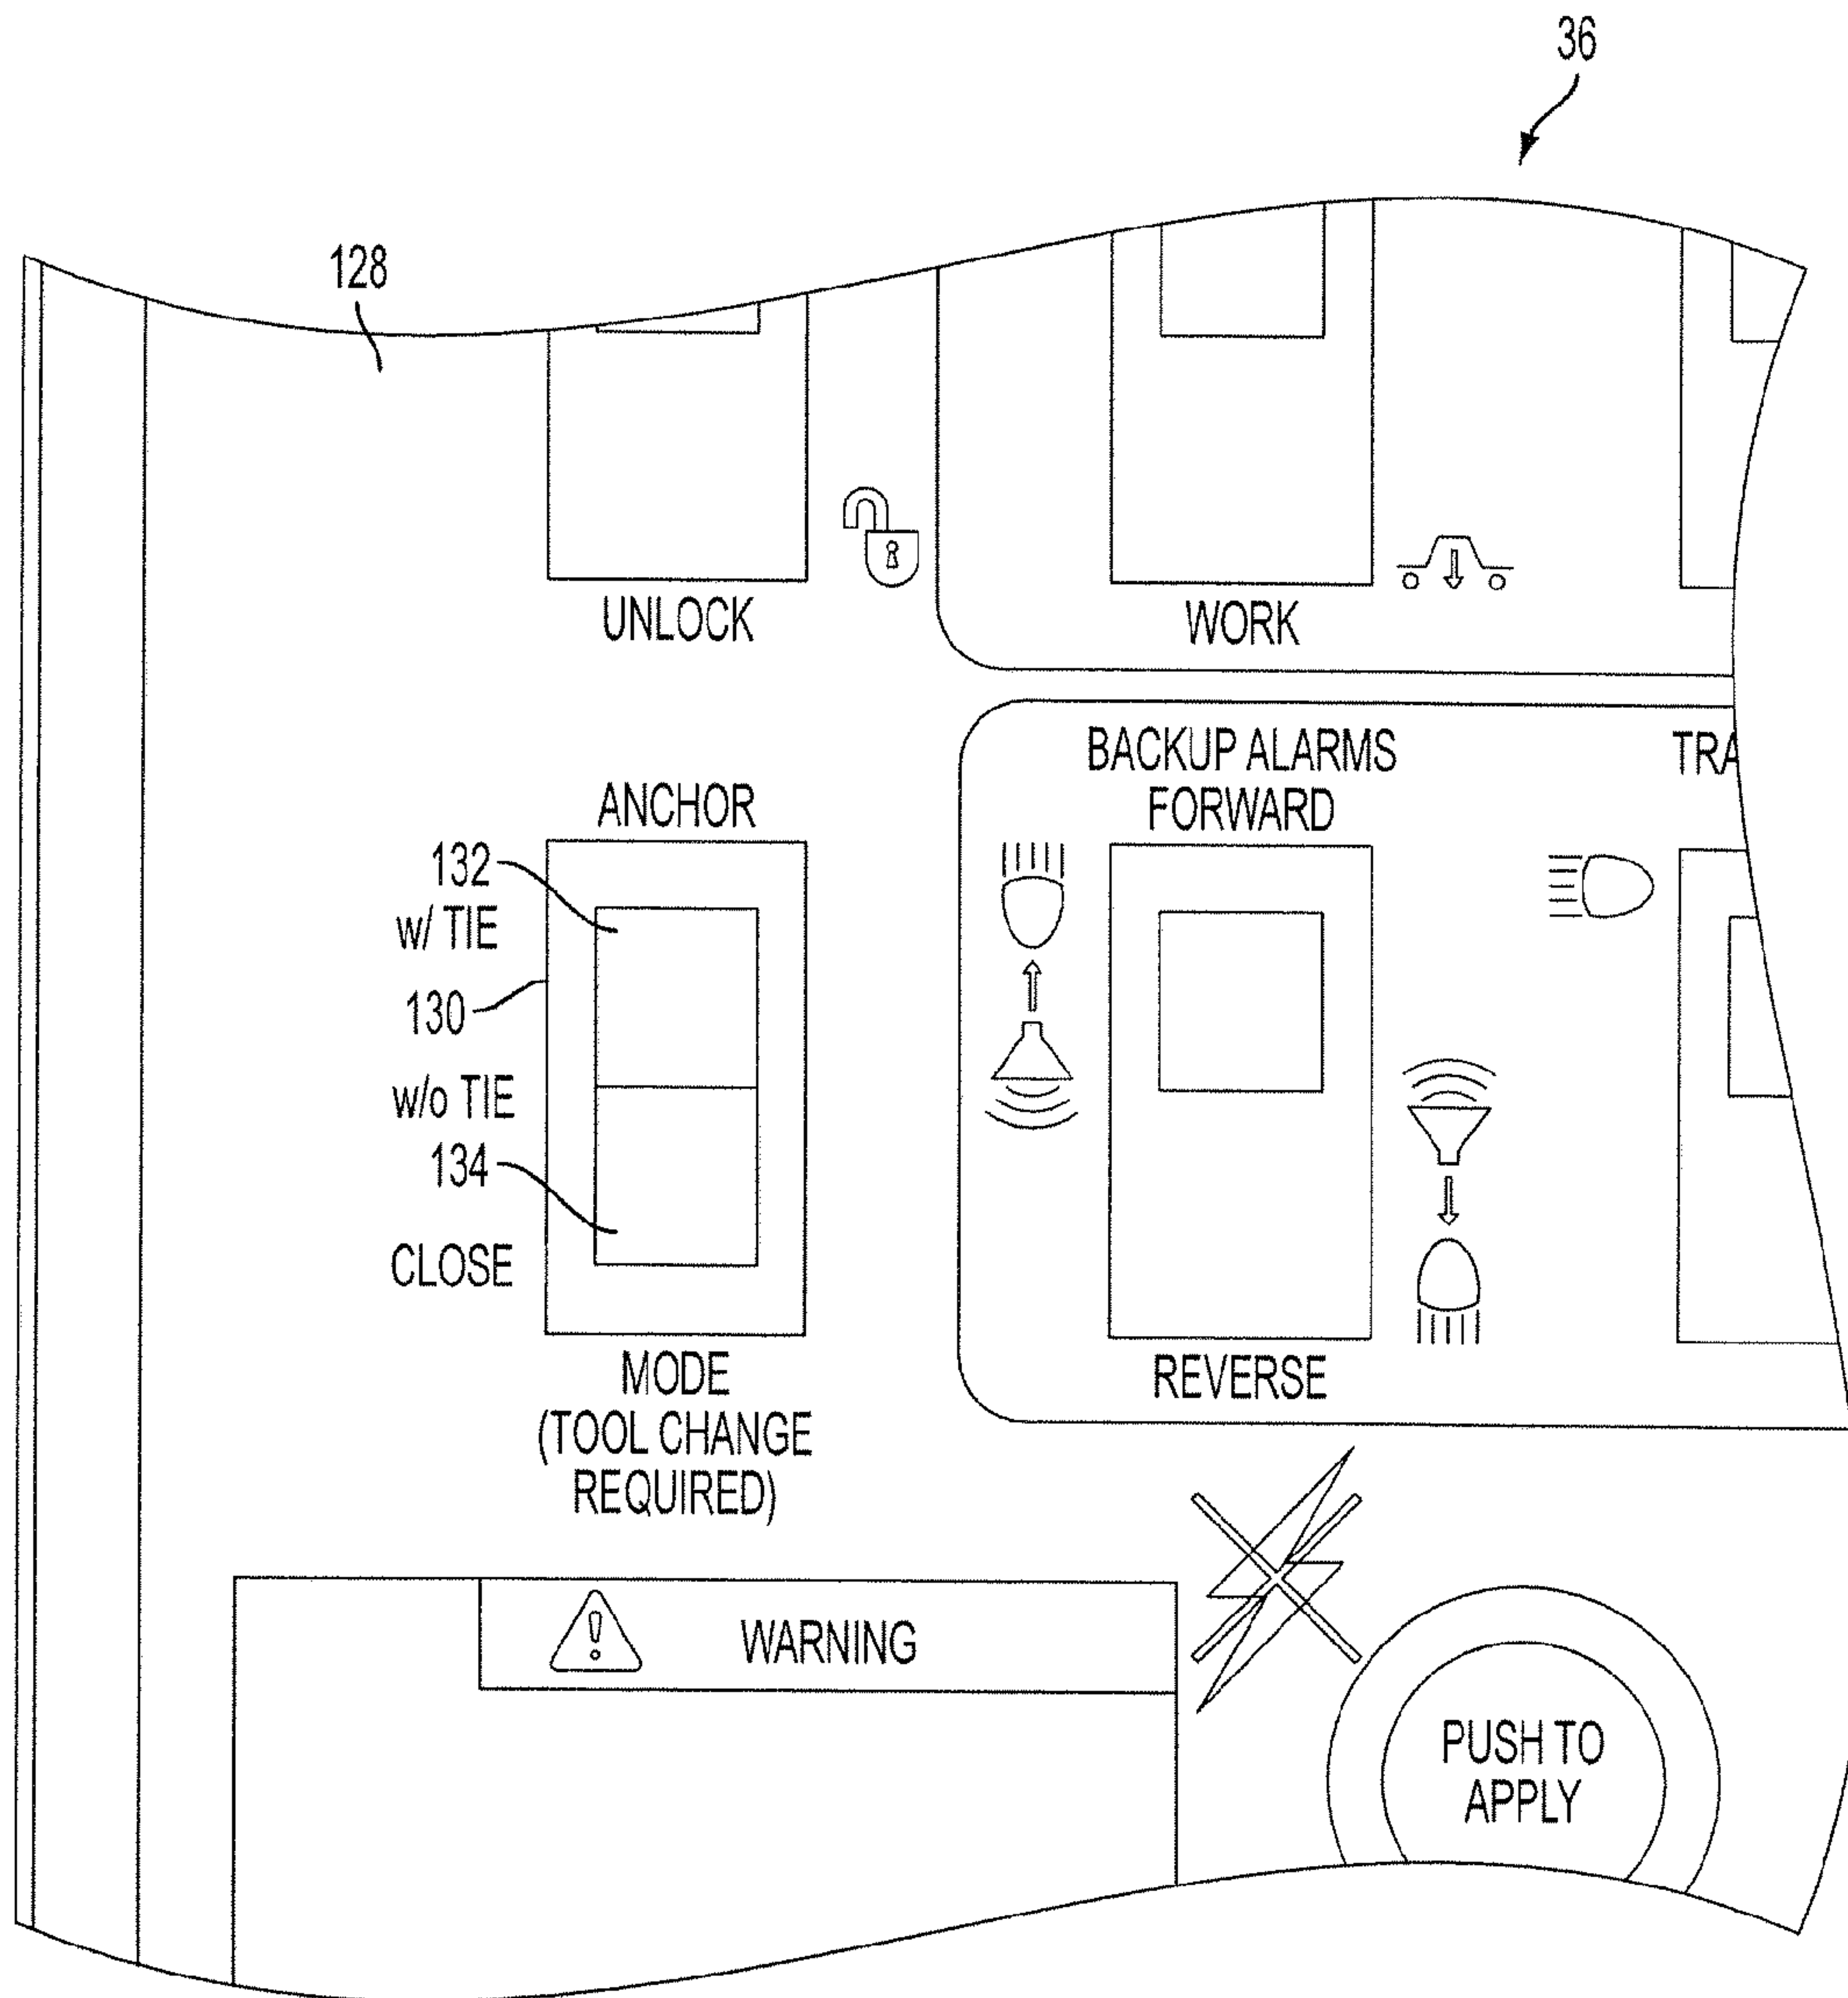 36
128
UNLOCK
WORK
BACKUP ALARMS
FORWARD
TRA
ANCHOR
132
w/ TIE
130
w/o TIE
134
CLOSE
MODE
(TOOL CHANGE
REQUIRED)
REVERSE
WARNING
PUSH TO
APPLY